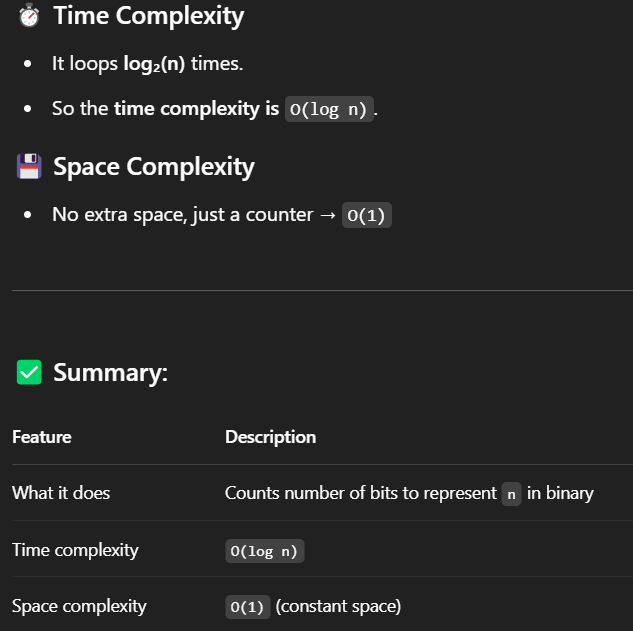 ⏱️ Time Complexity
• It loops log₂(n) times.
• So the time complexity is O(log n).
💾 Space Complexity
• No extra space, just a counter → O(1)
✅ Summary:
Feature Description
What it does Counts number of bits to represent n in binary
Time complexity O(log n)
Space complexity O(1) (constant space)